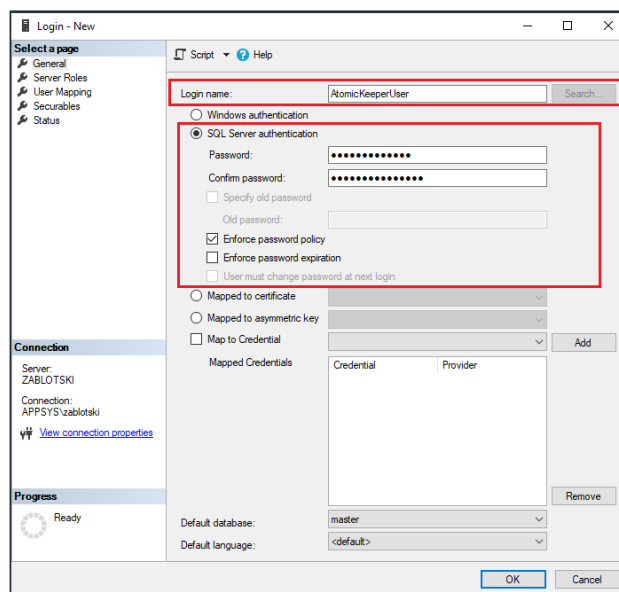 Login - New
Select a page
General
Server Roles
User Mapping
Securables
Status
Script Help
Login name: AtomicKeeperUser Search...
Windows authentication
SQL Server authentication
Password: •••••••••••••
Confirm password: •••••••••••••••
Specify old password
Old password:
Enforce password policy
Enforce password expiration
User must change password at next login
Mapped to certificate
Mapped to asymmetric key
Map to Credential Add
Mapped Credentials Credential Provider
Remove
Default database: master
Default language: <default>
Connection
Server:
ZABLOTSKI
Connection:
APPSYS\zablotski
View connection properties
Progress
Ready
OK Cancel